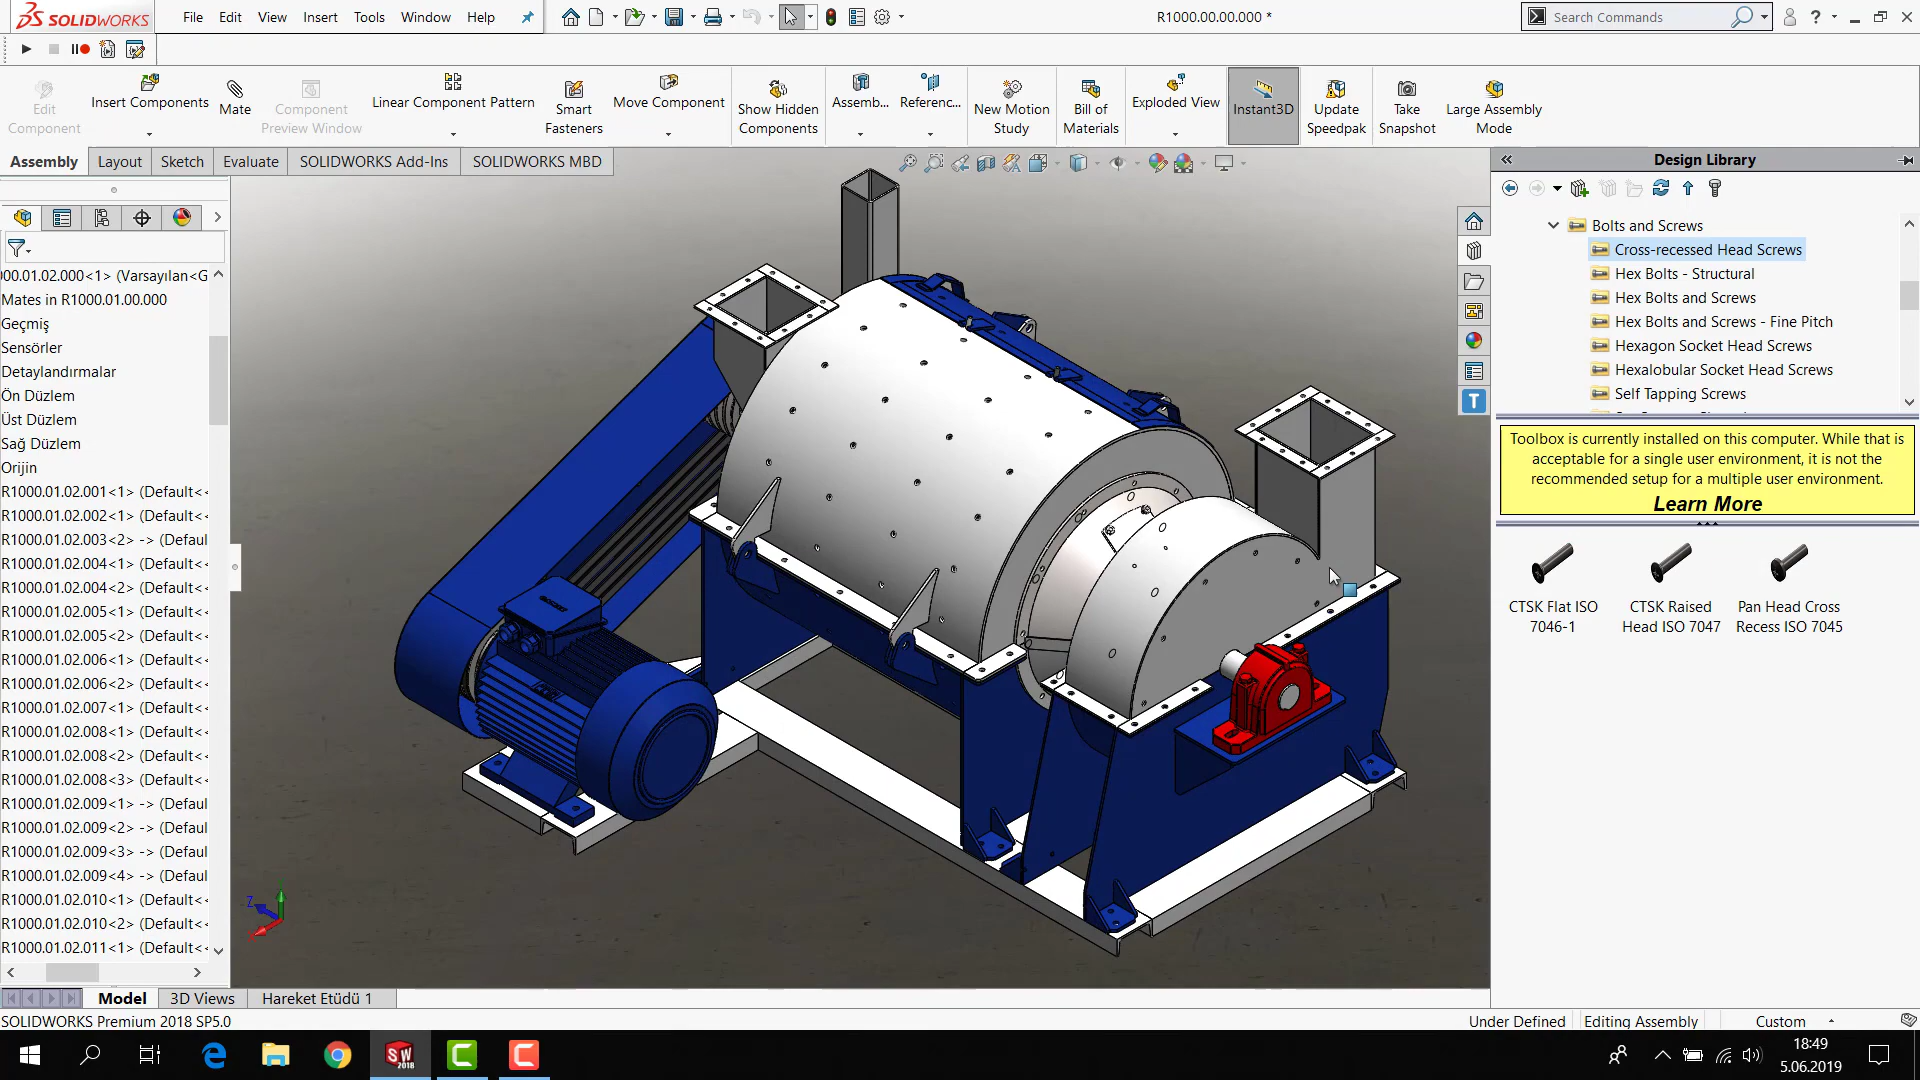 SOLIDWORKS
File Edit View Insert Tools Window Help
R1000.00.00.000 *
Search Commands
Edit Component
Insert Components
Mate
Component Preview Window
Linear Component Pattern
Smart Fasteners
Move Component
Show Hidden Components
Assemb...
Referenc...
New Motion Study
Bill of Materials
Exploded View
Instant3D
Update Speedpak
Take Snapshot
Large Assembly Mode
Assembly Layout Sketch Evaluate SOLIDWORKS Add-Ins SOLIDWORKS MBD
00.01.02.000<1> (Varsayılan<G
Mates in R1000.01.00.000
Geçmiş
Sensörler
Detaylandırmalar
Ön Düzlem
Üst Düzlem
Sağ Düzlem
Orijin
R1000.01.02.001<1> (Default<<
R1000.01.02.002<1> (Default<<
R1000.01.02.003<2> -> (Defaul
R1000.01.02.004<1> (Default<<
R1000.01.02.004<2> (Default<<
R1000.01.02.005<1> (Default<<
R1000.01.02.005<2> (Default<<
R1000.01.02.006<1> (Default<<
R1000.01.02.006<2> (Default<<
R1000.01.02.007<1> (Default<<
R1000.01.02.008<1> (Default<<
R1000.01.02.008<2> (Default<<
R1000.01.02.008<3> (Default<<
R1000.01.02.009<1> -> (Defaul
R1000.01.02.009<2> -> (Defaul
R1000.01.02.009<3> -> (Defaul
R1000.01.02.009<4> -> (Defaul
R1000.01.02.010<1> (Default<<
R1000.01.02.010<2> (Default<<
R1000.01.02.011<1> (Default<<
Z
X
Design Library
Bolts and Screws
Cross-recessed Head Screws
Hex Bolts - Structural
Hex Bolts and Screws
Hex Bolts and Screws - Fine Pitch
Hexagon Socket Head Screws
Hexalobular Socket Head Screws
Self Tapping Screws
Toolbox is currently installed on this computer. While that is
acceptable for a single user environment, it is not the
recommended setup for a multiple user environment.
Learn More
CTSK Flat ISO 7046-1
CTSK Raised Head ISO 7047
Pan Head Cross Recess ISO 7045
T
Model 3D Views Hareket Etüdü 1
SOLIDWORKS Premium 2018 SP5.0
Under Defined Editing Assembly Custom
SW 2018
18:49
5.06.2019